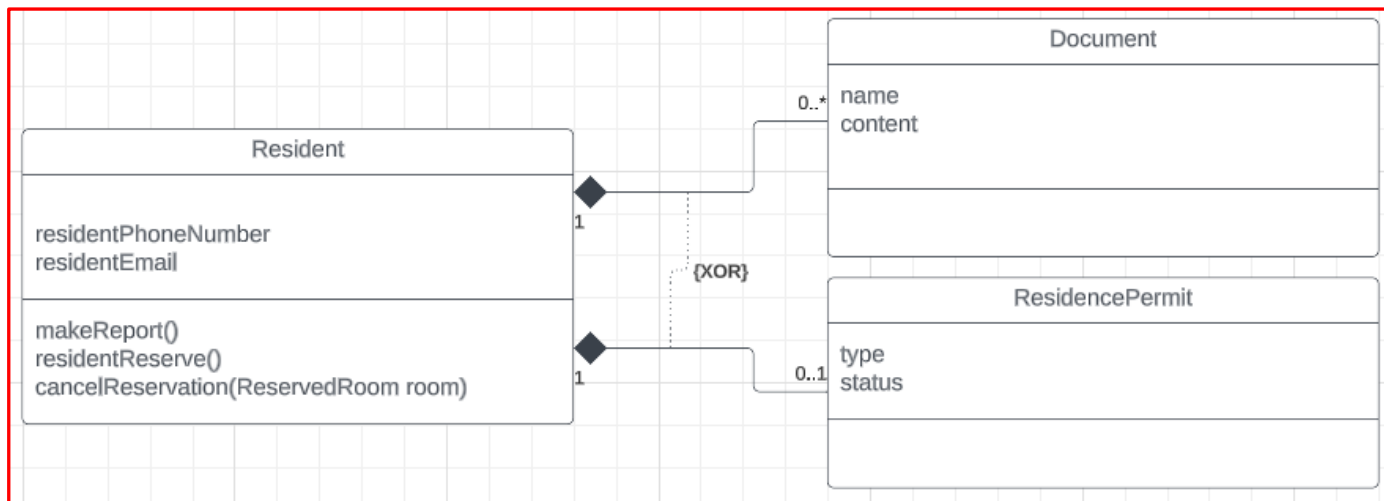 Document
0..*
name
content
Resident
1
residentPhoneNumber
residentEmail
{XOR}
ResidencePermit
makeReport()
residentReserve()
cancelReservation(ReservedRoom room)
1
0..1
type
status